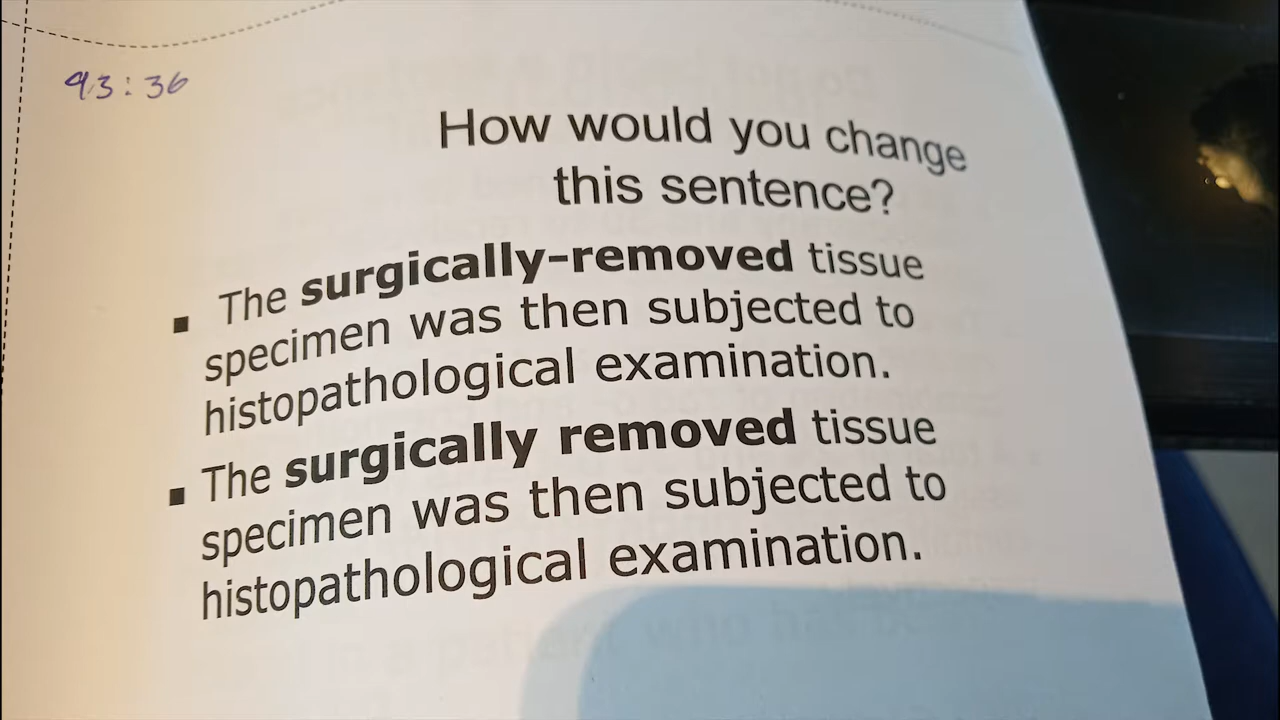 93:36
How would you change
this sentence?
▪ The surgically-removed tissue
specimen was then subjected to
histopathological examination.
▪ The surgically removed tissue
specimen was then subjected to
histopathological examination.